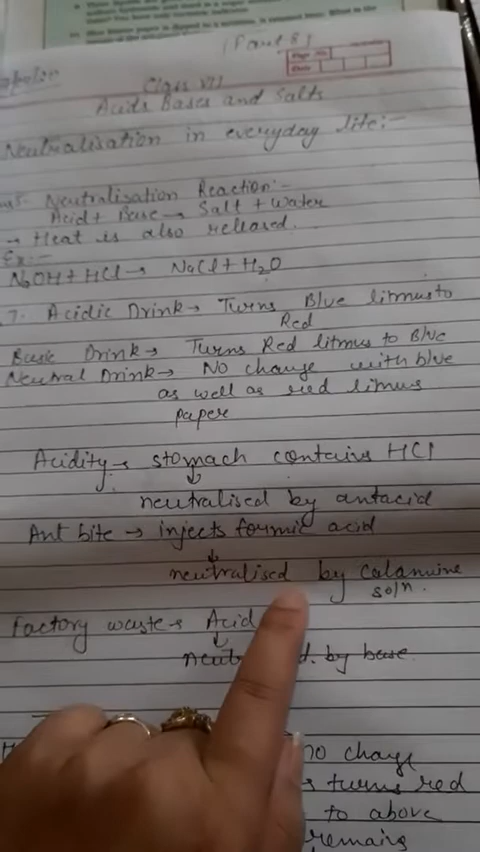 (Part B)
Class VII
Acids Bases and Salts
Neutralisation in everyday life:-
Neutralisation Reaction:-
Acid + Base → Salt + Water
→ Heat is also released.
Ex:-
NaOH + HCl → NaCl + H2O
7. Acidic Drink → Turns Blue litmus to
Red
Basic Drink → Turns Red litmus to Blue
Neutral Drink → No change with blue
as well as red limus
paper
Acidity → stomach contains HCl
↓
neutralised by antacid
Ant bite → injects formic acid
↓
neutralised by Calamine
soln.
Factory waste → Acid
↓
by base
no change
turns red
to above
remains